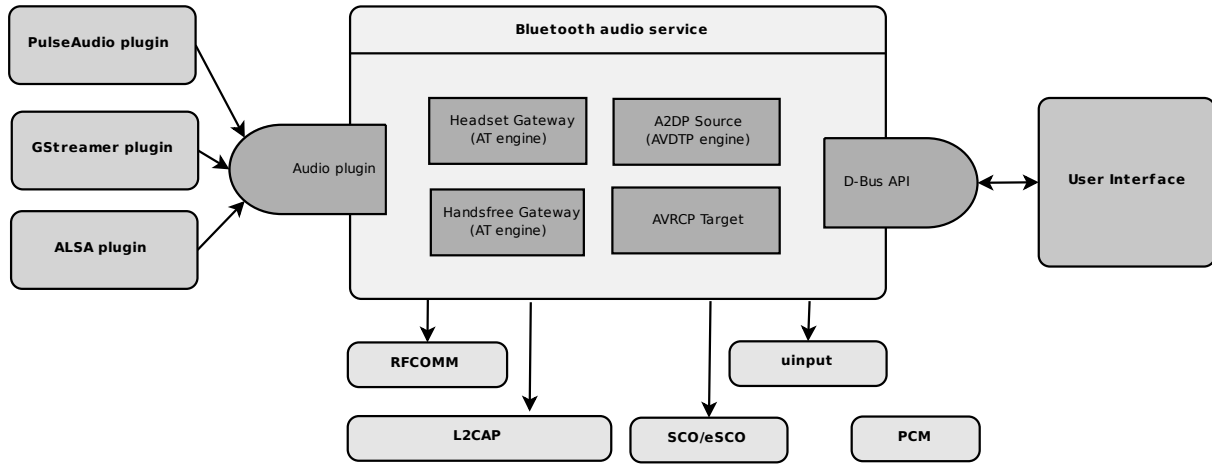 PulseAudio plugin
GStreamer plugin
ALSA plugin
Audio plugin
Bluetooth audio service
Headset Gateway
(AT engine)
A2DP Source
(AVDTP engine)
Handsfree Gateway
(AT engine)
AVRCP Target
D-Bus API
User Interface
RFCOMM
uinput
L2CAP
SCO/eSCO
PCM